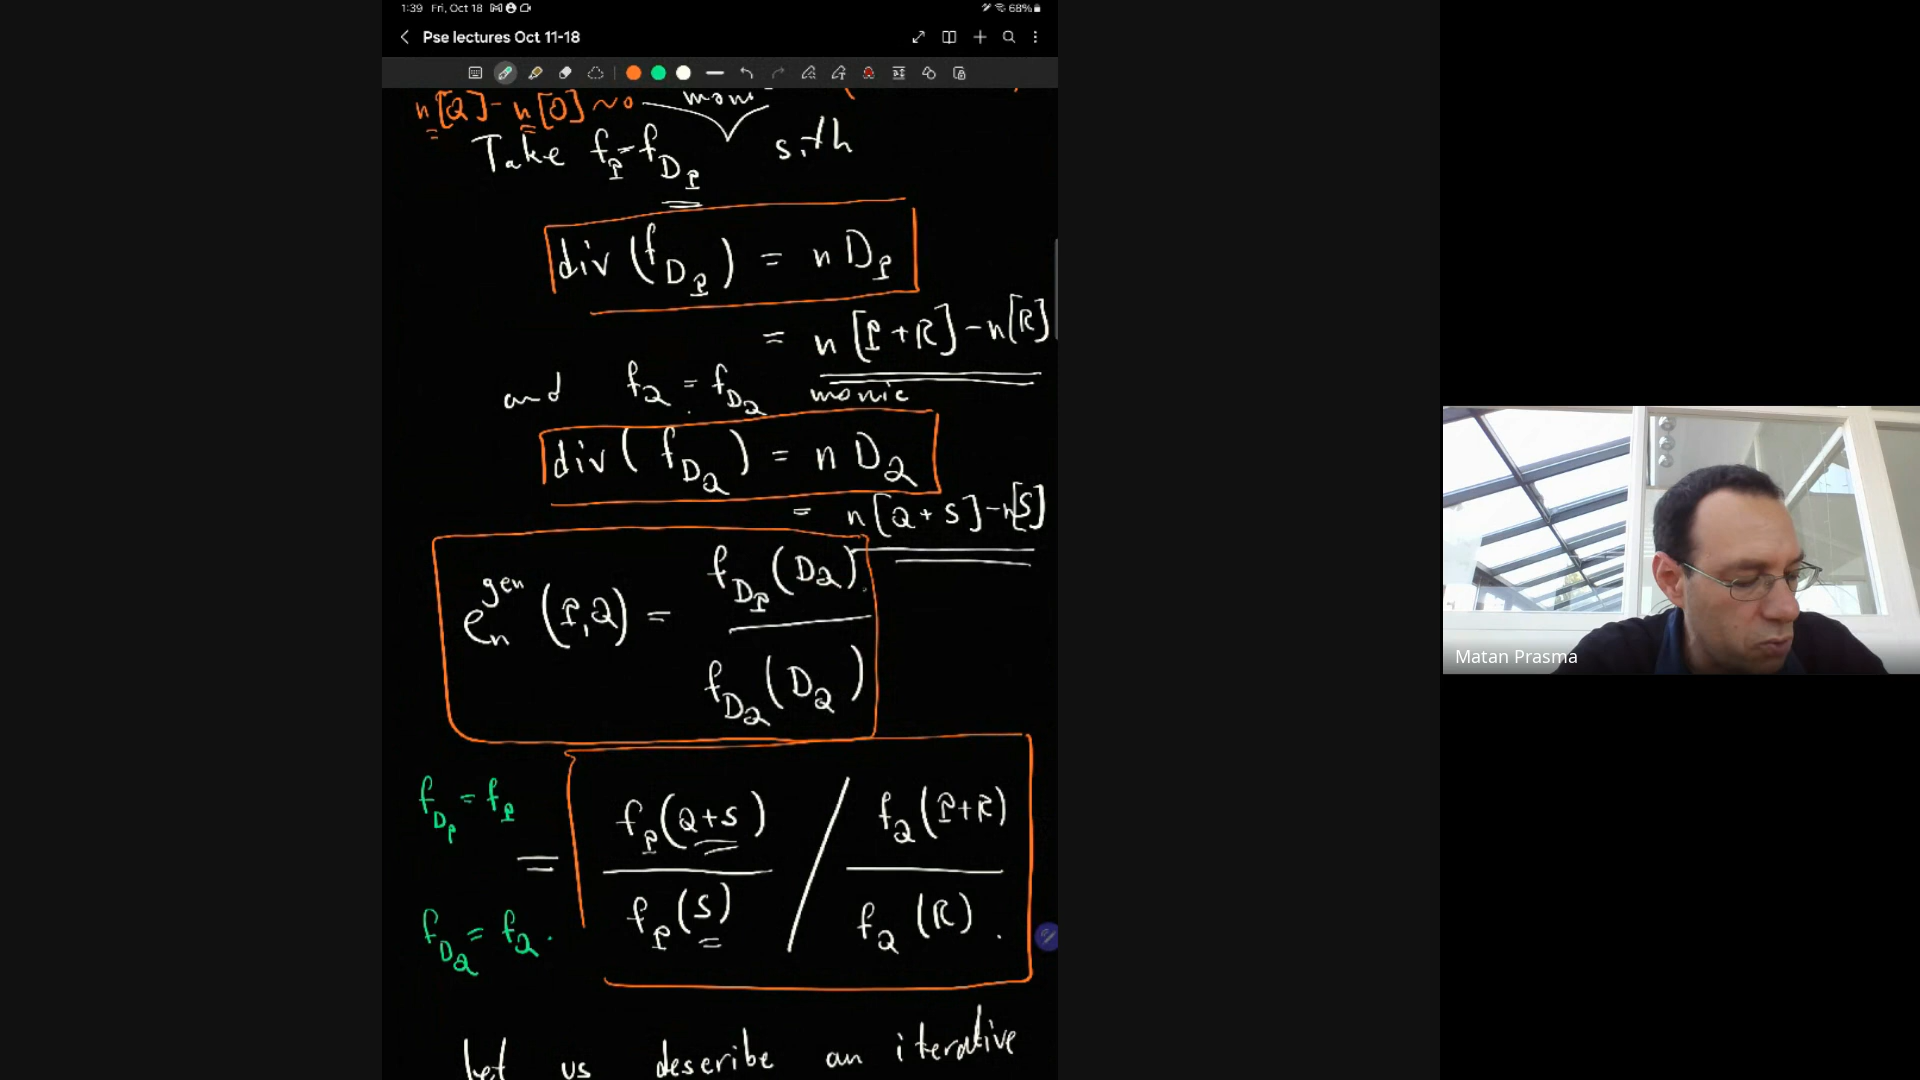 1:39 Fri, Oct 18 68%
Pse lectures Oct 11-18
n[Q]- n[O] ~0
Take f_P = f_{D_P} with
div (f_{D_P}) = n D_P
= n [P+R] - n[R]
and f_Q = f_{D_Q} monic
div (f_{D_Q}) = n D_Q
= n [Q+S] - n[S]
e_n^{gen} (P,Q) = f_{D_P} (D_Q) / f_{D_Q} (D_Q)
f_{D_P} = f_P
= f_P(Q+S) / f_P(S) / f_Q(P+R) / f_Q(R) .
f_{D_Q} = f_Q .
Let us describe an iterative
Matan Prasma